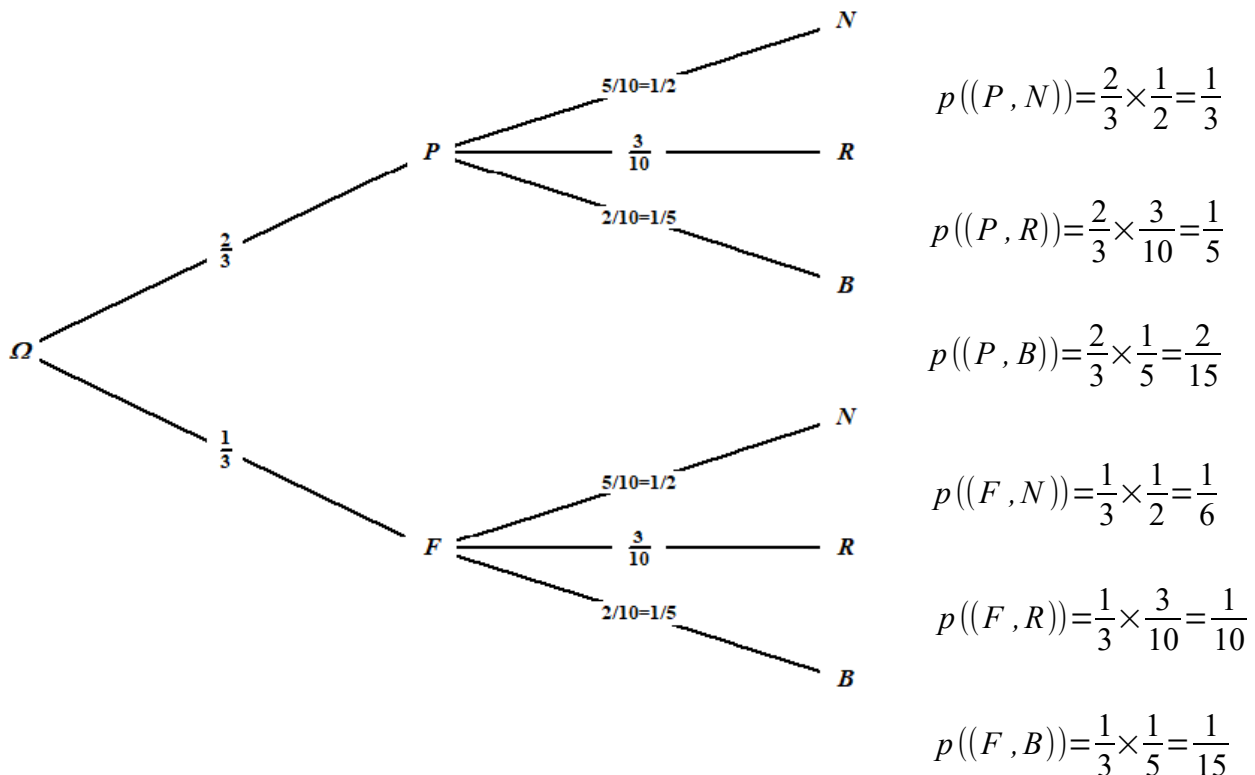 N
5/10=1/2
p((P,N))=2/3×1/2=1/3
P
3/10
R
2/10=1/5
p((P,R))=2/3×3/10=1/5
2/3
B
p((P,B))=2/3×1/5=2/15
Ω
N
1/3
5/10=1/2
p((F,N))=1/3×1/2=1/6
F
3/10
R
2/10=1/5
p((F,R))=1/3×3/10=1/10
B
p((F,B))=1/3×1/5=1/15